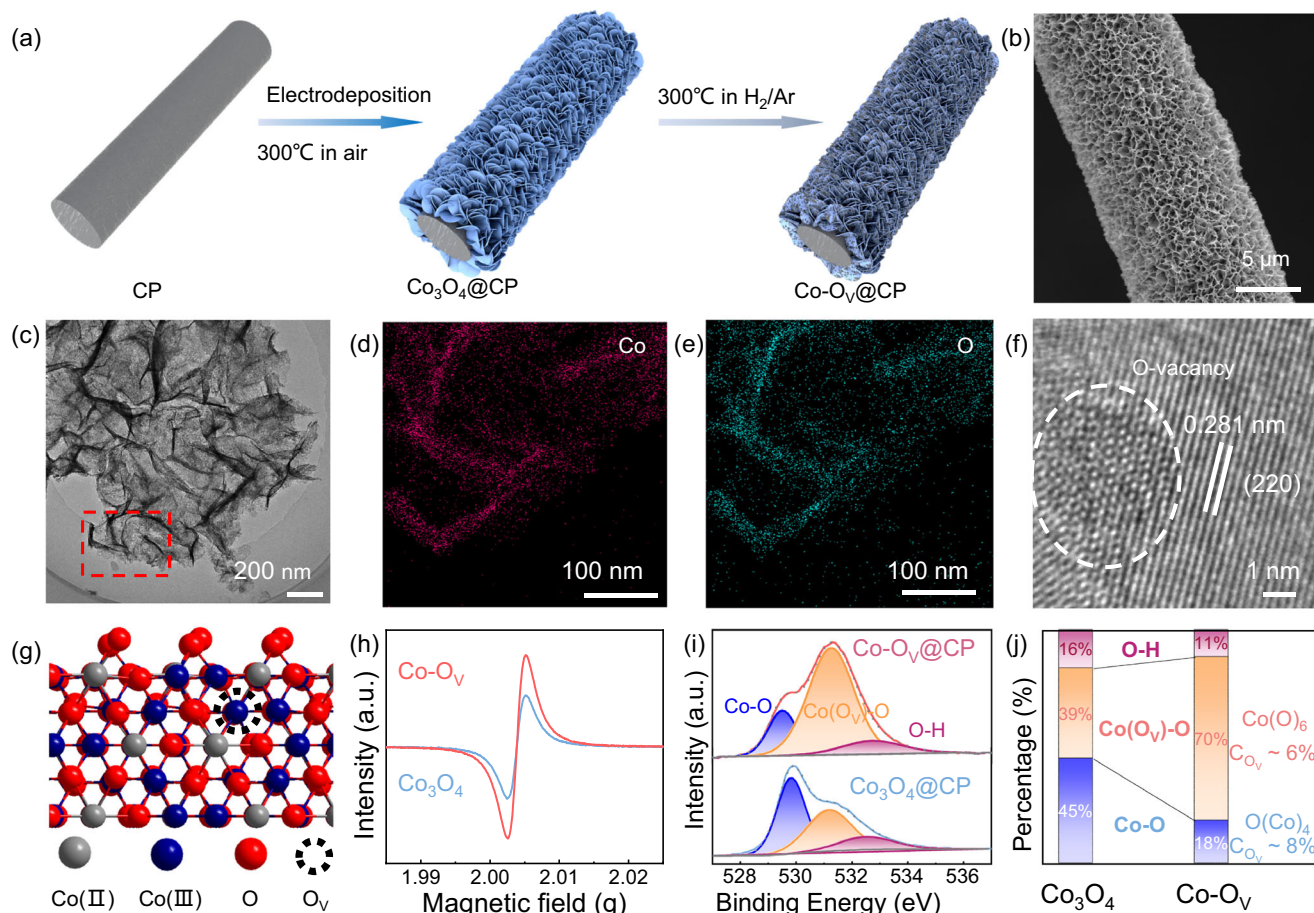 (a)
Electrodeposition
300℃ in air
300℃ in H₂/Ar
CP
Co₃O₄@CP
Co-Oᵥ@CP
(b)
5 μm
(c)
200 nm
(d)
Co
100 nm
(e)
O
100 nm
(f)
O-vacancy
0.281 nm
(220)
1 nm
(g)
Co(Ⅱ)
Co(Ⅲ)
O
Oᵥ
(h)
Intensity (a.u.)
Co-Oᵥ
Co₃O₄
1.99
2.00
2.01
2.02
Magnetic field (g)
(i)
Intensity (a.u.)
Co-Oᵥ@CP
Co-O
Co(Oᵥ)-O
O-H
Co₃O₄@CP
528
530
532
534
536
Binding Energy (eV)
(j)
Percentage (%)
16%
O-H
11%
39%
Co(Oᵥ)-O
70%
Co(O)₆
C_Oᵥ ~ 6%
45%
Co-O
18%
O(Co)₄
C_Oᵥ ~ 8%
Co₃O₄
Co-Oᵥ